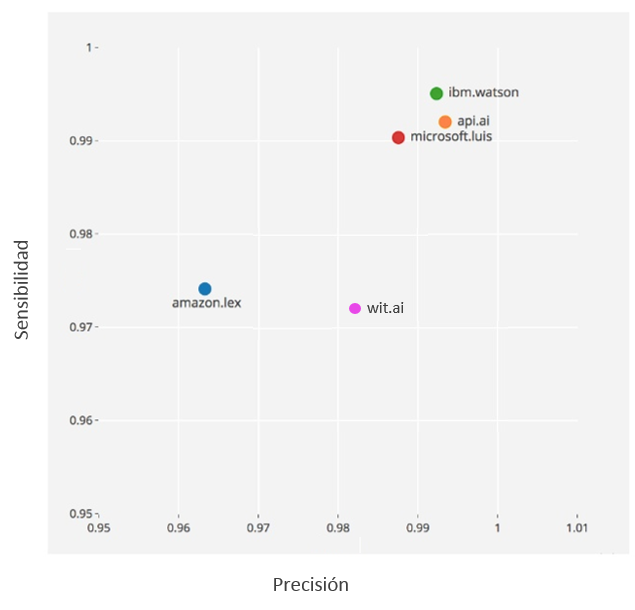 1
ibm.watson
api.ai
microsoft.luis
0.99
0.98
Sensibilidad
amazon.lex
wit.ai
0.97
0.96
0.95
0.95 0.96 0.97 0.98 0.99 1 1.01
Precisión